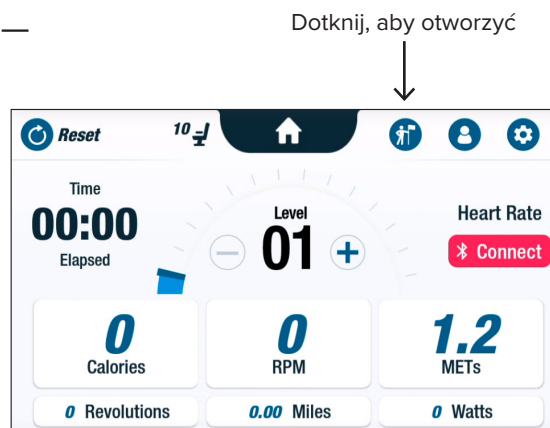 Dotknij, aby otworzyć
Reset
10
Time
00:00
Elapsed
Level
01
Heart Rate
Connect
0
Calories
0
RPM
1.2
METs
0 Revolutions
0.00 Miles
0 Watts